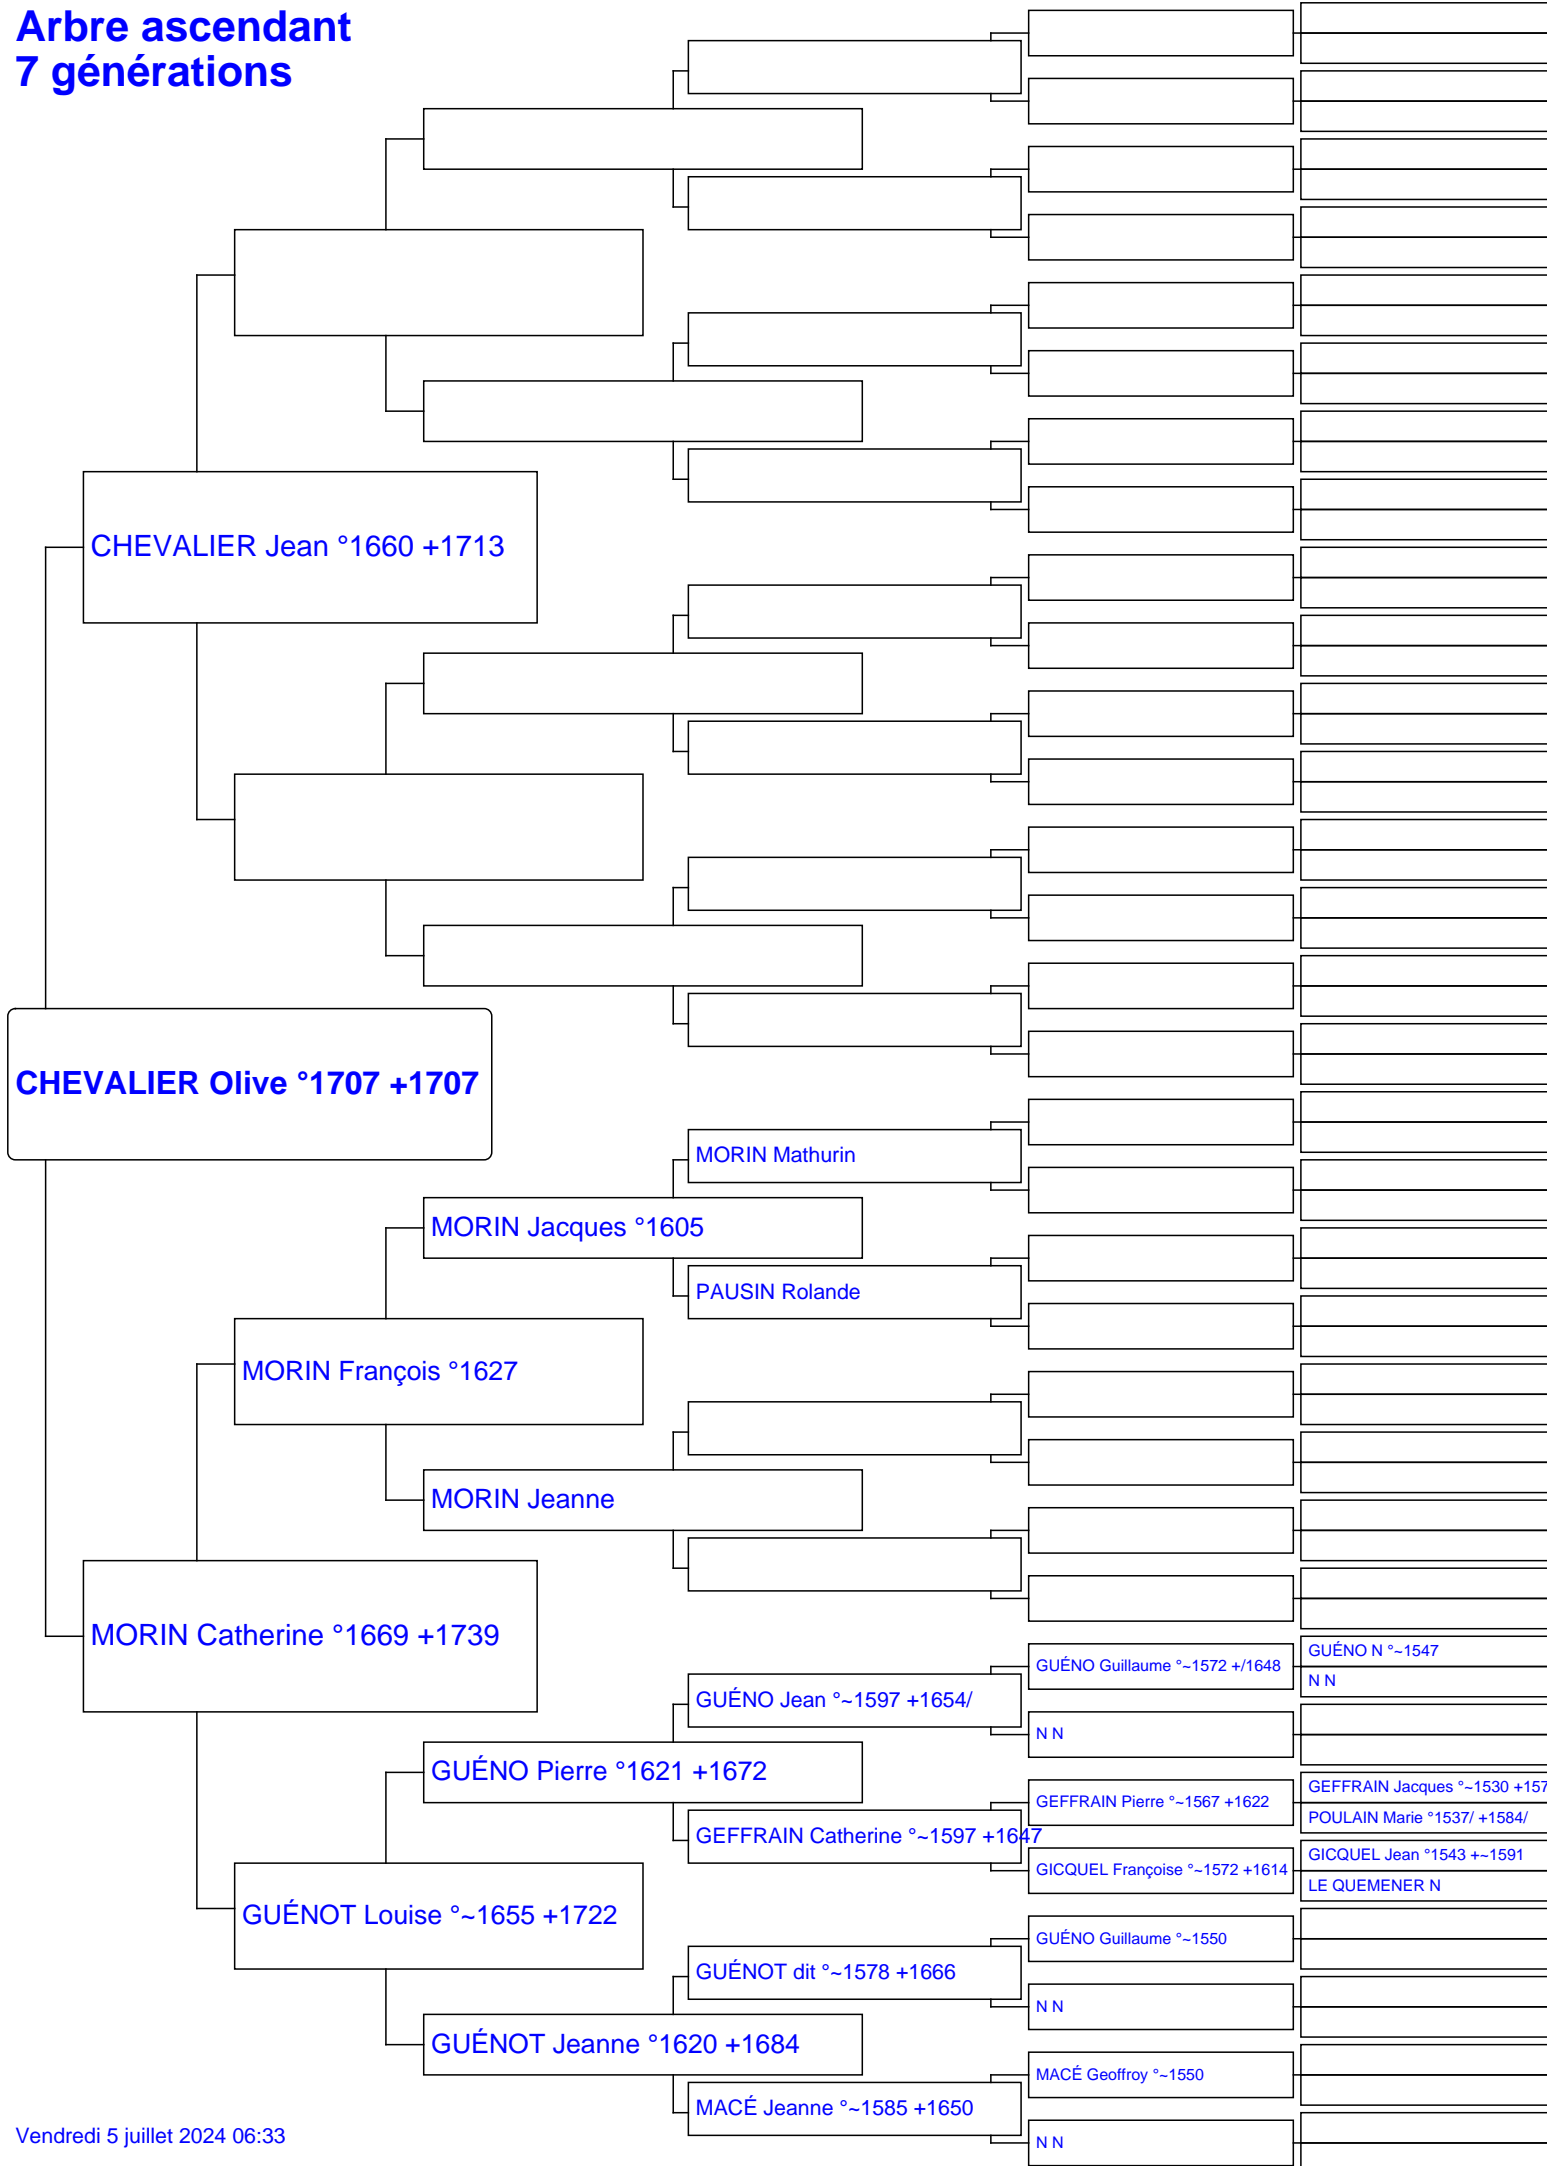 Arbre ascendant
7 générations
CHEVALIER Jean °1660 +1713
CHEVALIER Olive °1707 +1707
MORIN Mathurin
MORIN Jacques °1605
PAUSIN Rolande
MORIN François °1627
MORIN Jeanne
MORIN Catherine °1669 +1739
GUÉNO N °~1547
GUÉNO Guillaume °~1572 +/1648
N N
GUÉNO Jean °~1597 +1654/
N N
GUÉNO Pierre °1621 +1672
GEFFRAIN Jacques °~1530 +157
GEFFRAIN Pierre °~1567 +1622
POULAIN Marie °1537/ +1584/
GEFFRAIN Catherine °~1597 +1647
GICQUEL Jean °1543 +~1591
GICQUEL Françoise °~1572 +1614
LE QUEMENER N
GUÉNOT Louise °~1655 +1722
GUÉNO Guillaume °~1550
GUÉNOT dit °~1578 +1666
N N
GUÉNOT Jeanne °1620 +1684
MACÉ Geoffroy °~1550
MACÉ Jeanne °~1585 +1650
N N
Vendredi 5 juillet 2024 06:33